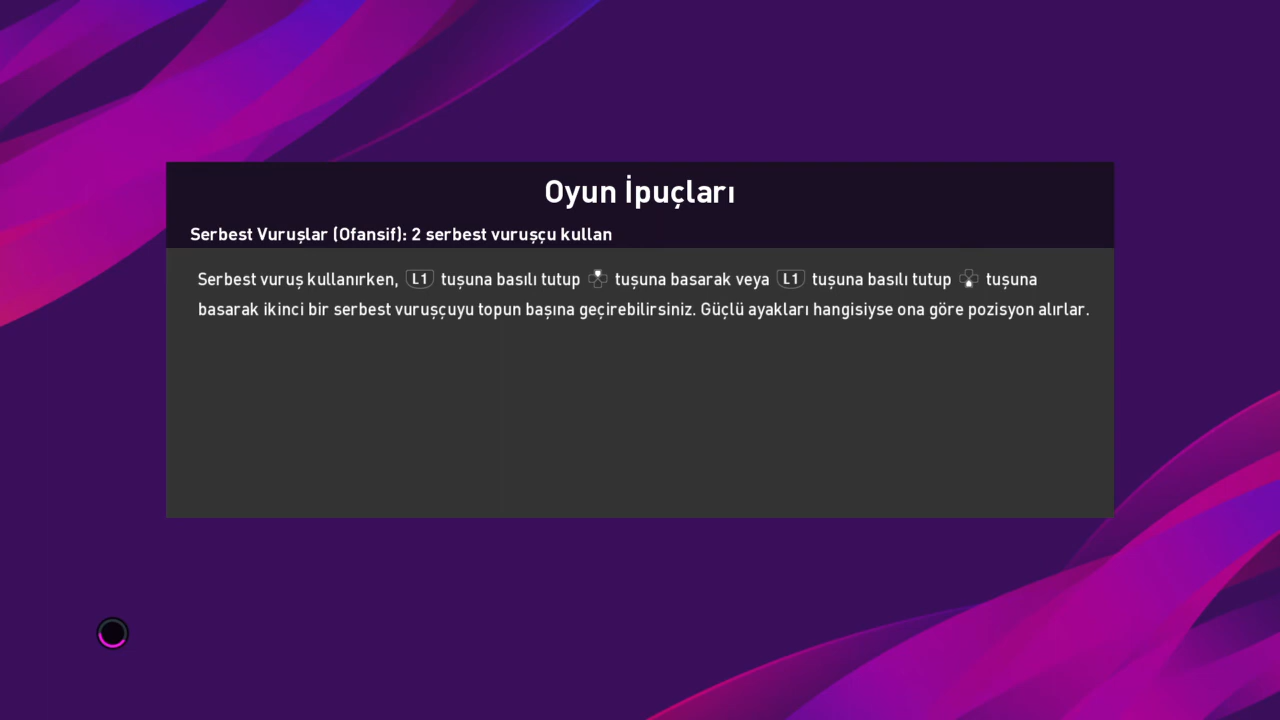 Oyun İpuçları
Serbest Vuruşlar (Ofansif): 2 serbest vuruşçu kullan
Serbest vuruş kullanırken, L1 tuşuna basılı tutup tuşuna basarak veya L1 tuşuna basılı tutup tuşuna
basarak ikinci bir serbest vuruşçuyu topun başına geçirebilirsiniz. Güçlü ayakları hangisiyse ona göre pozisyon alırlar.